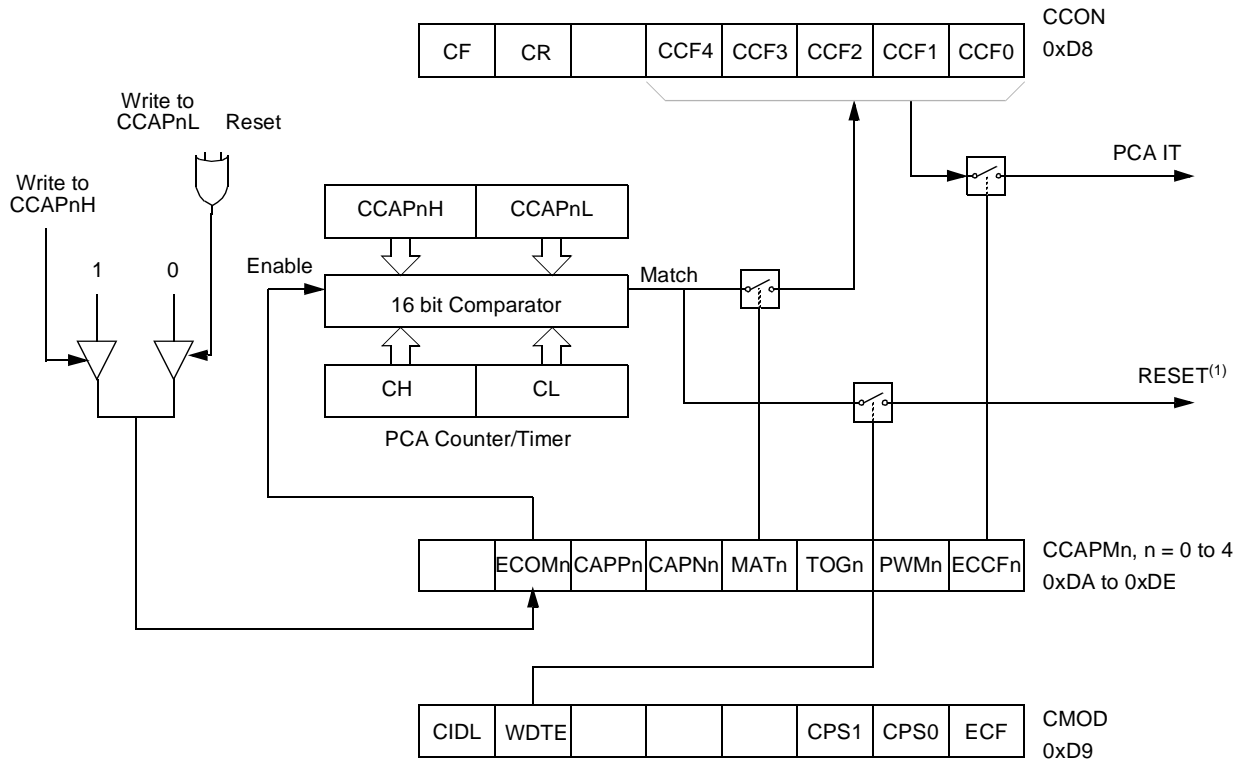 CCON
CF CR CCF4 CCF3 CCF2 CCF1 CCF0
0xD8
Write to
CCAPnL Reset
PCA IT
Write to
CCAPnH
CCAPnH CCAPnL
1 0
Enable
Match
16 bit Comparator
CH CL
RESET(1)
PCA Counter/Timer
ECOMn CAPPn CAPNn MATn TOGn PWMn ECCFn
CCAPMn, n = 0 to 4
0xDA to 0xDE
CIDL WDTE CPS1 CPS0 ECF
CMOD
0xD9